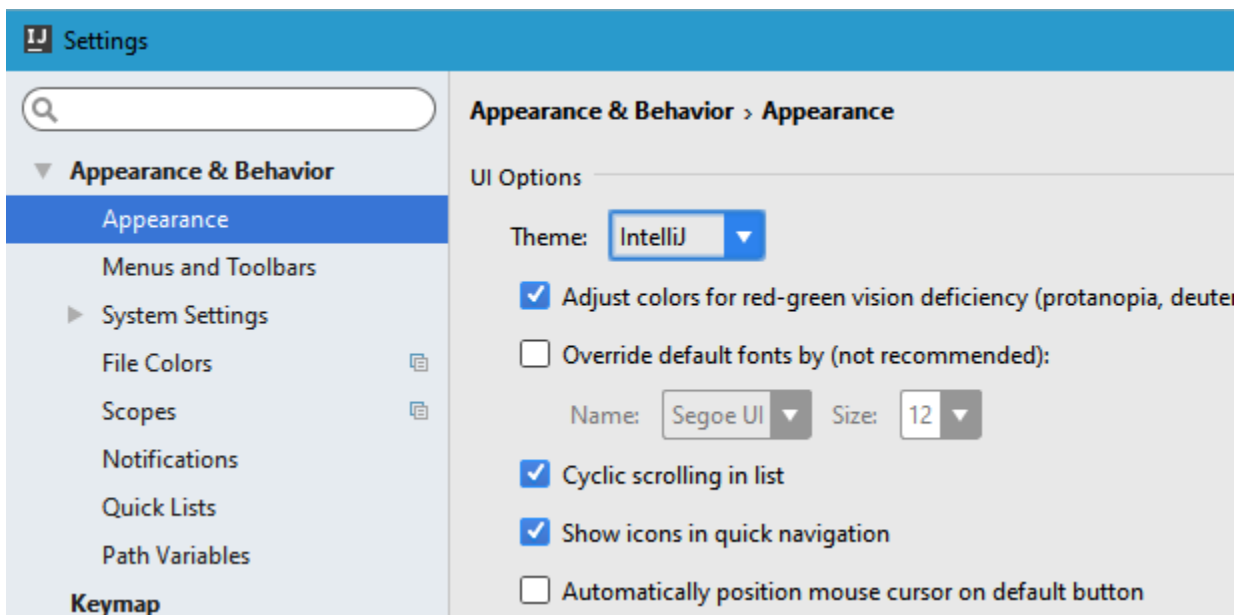 IJ Settings
Appearance & Behavior › Appearance
Appearance & Behavior
Appearance
Menus and Toolbars
System Settings
File Colors
Scopes
Notifications
Quick Lists
Path Variables
Keymap
UI Options
Theme: IntelliJ
Adjust colors for red-green vision deficiency (protanopia, deuter
Override default fonts by (not recommended):
Name: Segoe UI Size: 12
Cyclic scrolling in list
Show icons in quick navigation
Automatically position mouse cursor on default button